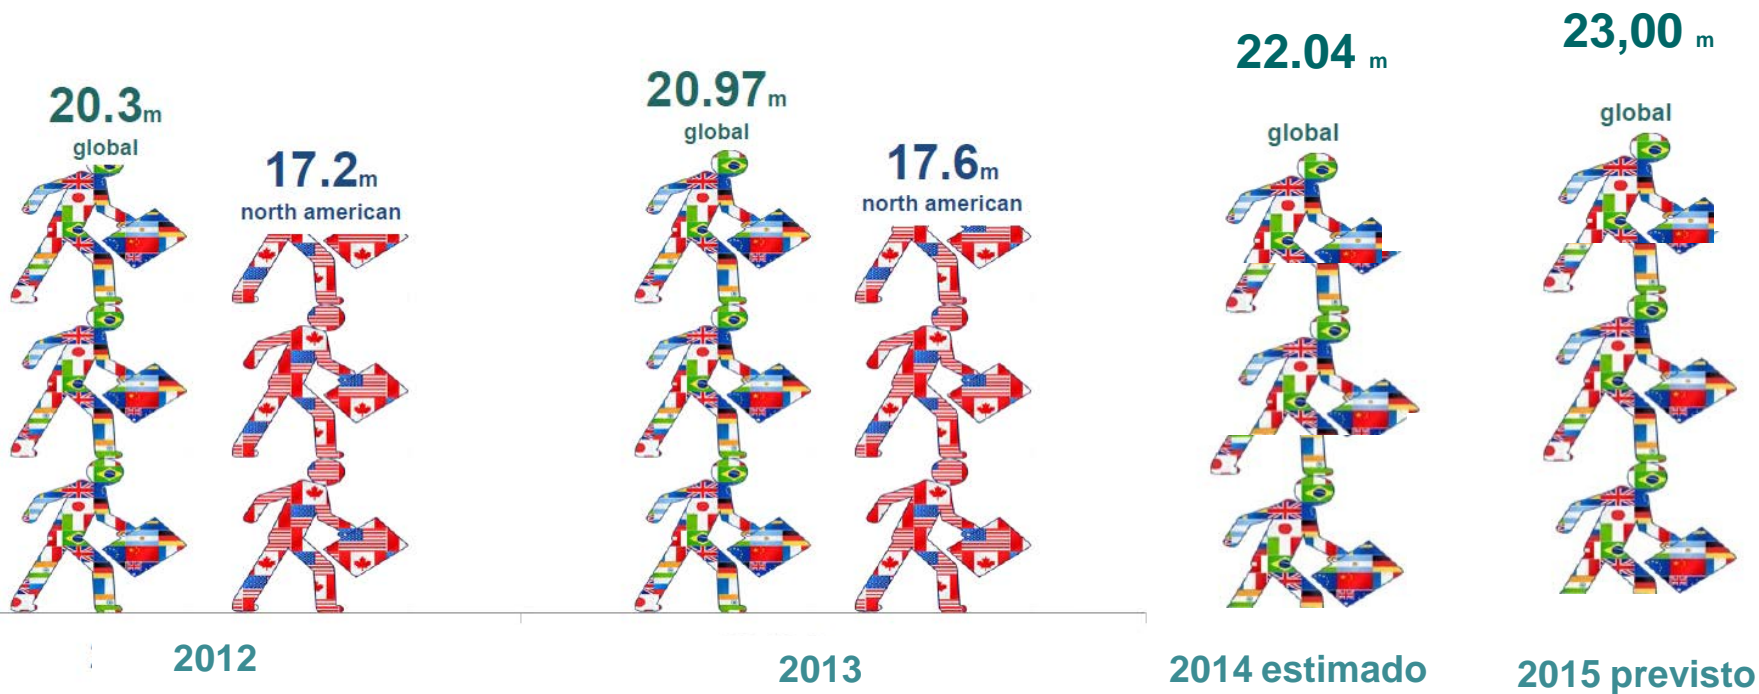 20.3m
global
17.2m
north american
20.97m
global
17.6m
north american
22.04 m
global
23,00 m
global
2012
2013
2014 estimado
2015 previsto